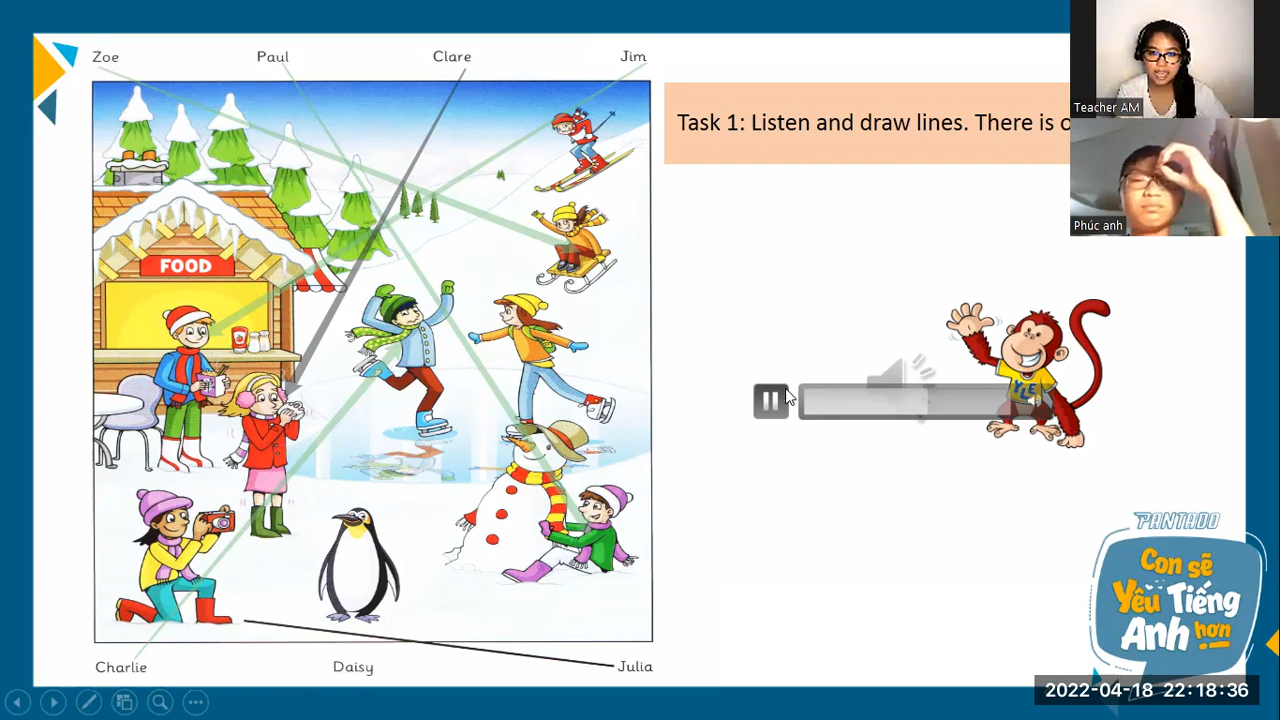 Zoe Paul Clare Jim
Task 1: Listen and draw lines. There is o
Teacher AM
Phúc anh
FOOD
YLE
PANTADO
Con sẽ
Yêu Tiếng
Anh hơn
Charlie Daisy Julia
2022-04-18 22:18:36